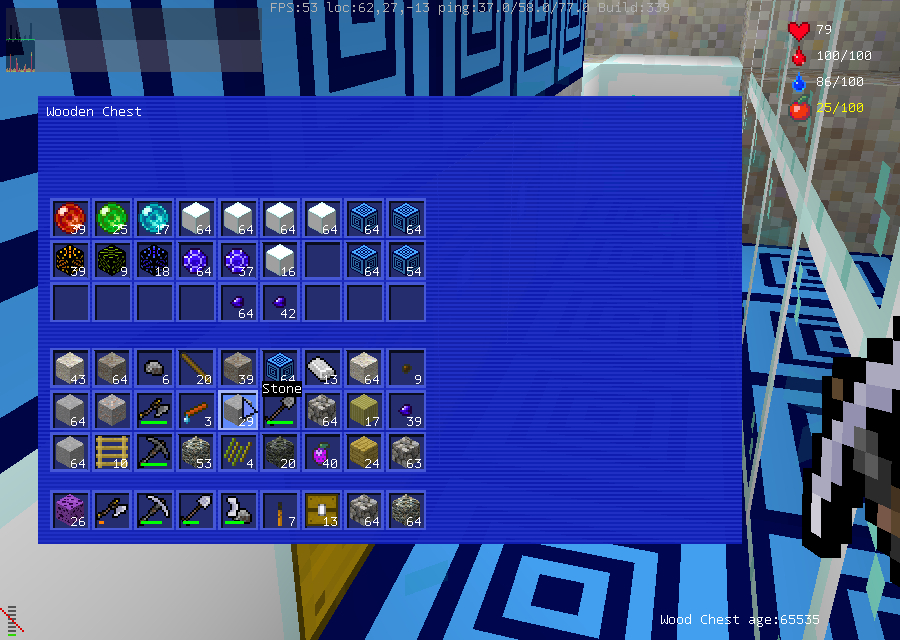 FPS:53 loc:62,27,-13 ping:37.0/58.0/77.0 Build:339
79
100/100
86/100
25/100
Wooden Chest
39 25 17 64 64 64 64 64 64
39 9 18 64 37 16 64 54
64 42
43 64 6 20 39 64 13 64 9
Stone
64 3 29 64 17 39
64 10 53 4 20 40 24 63
26 7 13 64 64
Wood Chest age:65535